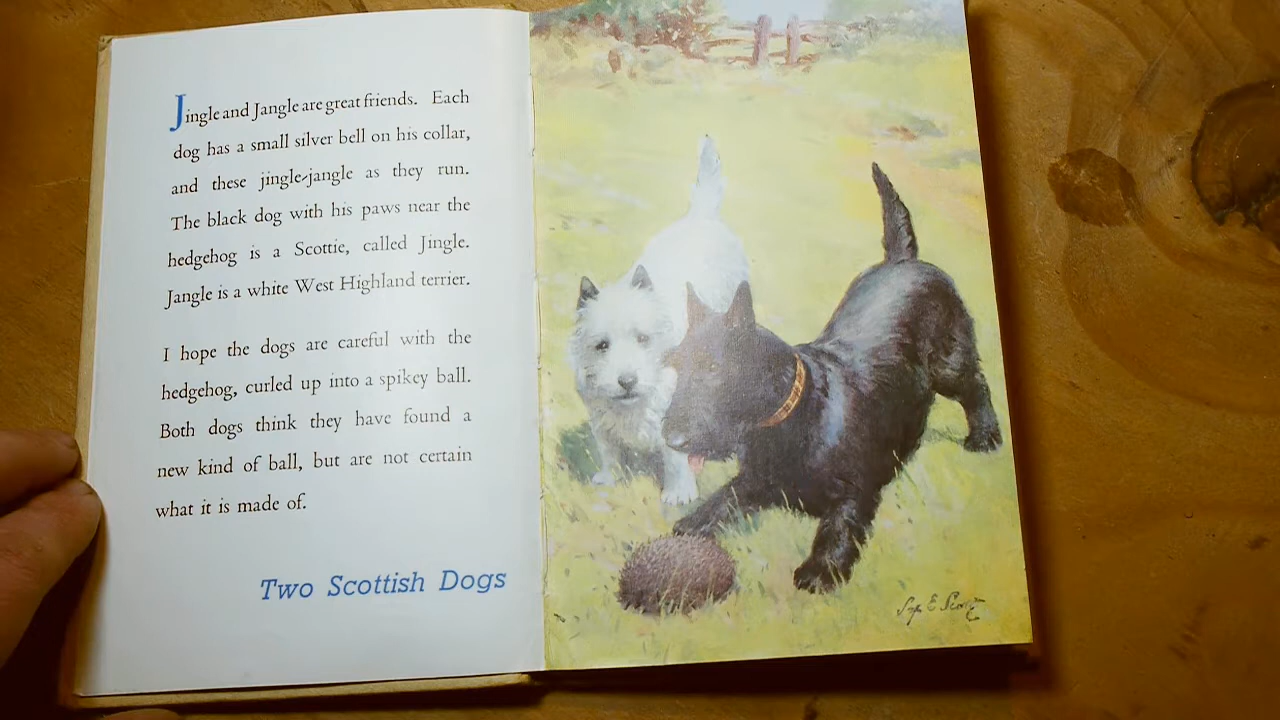 Jingle and Jangle are great friends. Each
dog has a small silver bell on his collar,
and these jingle-jangle as they run.
The black dog with his paws near the
hedgehog is a Scottie, called Jingle.
Jangle is a white West Highland terrier.
I hope the dogs are careful with the
hedgehog, curled up into a spikey ball.
Both dogs think they have found a
new kind of ball, but are not certain
what it is made of.
Two Scottish Dogs